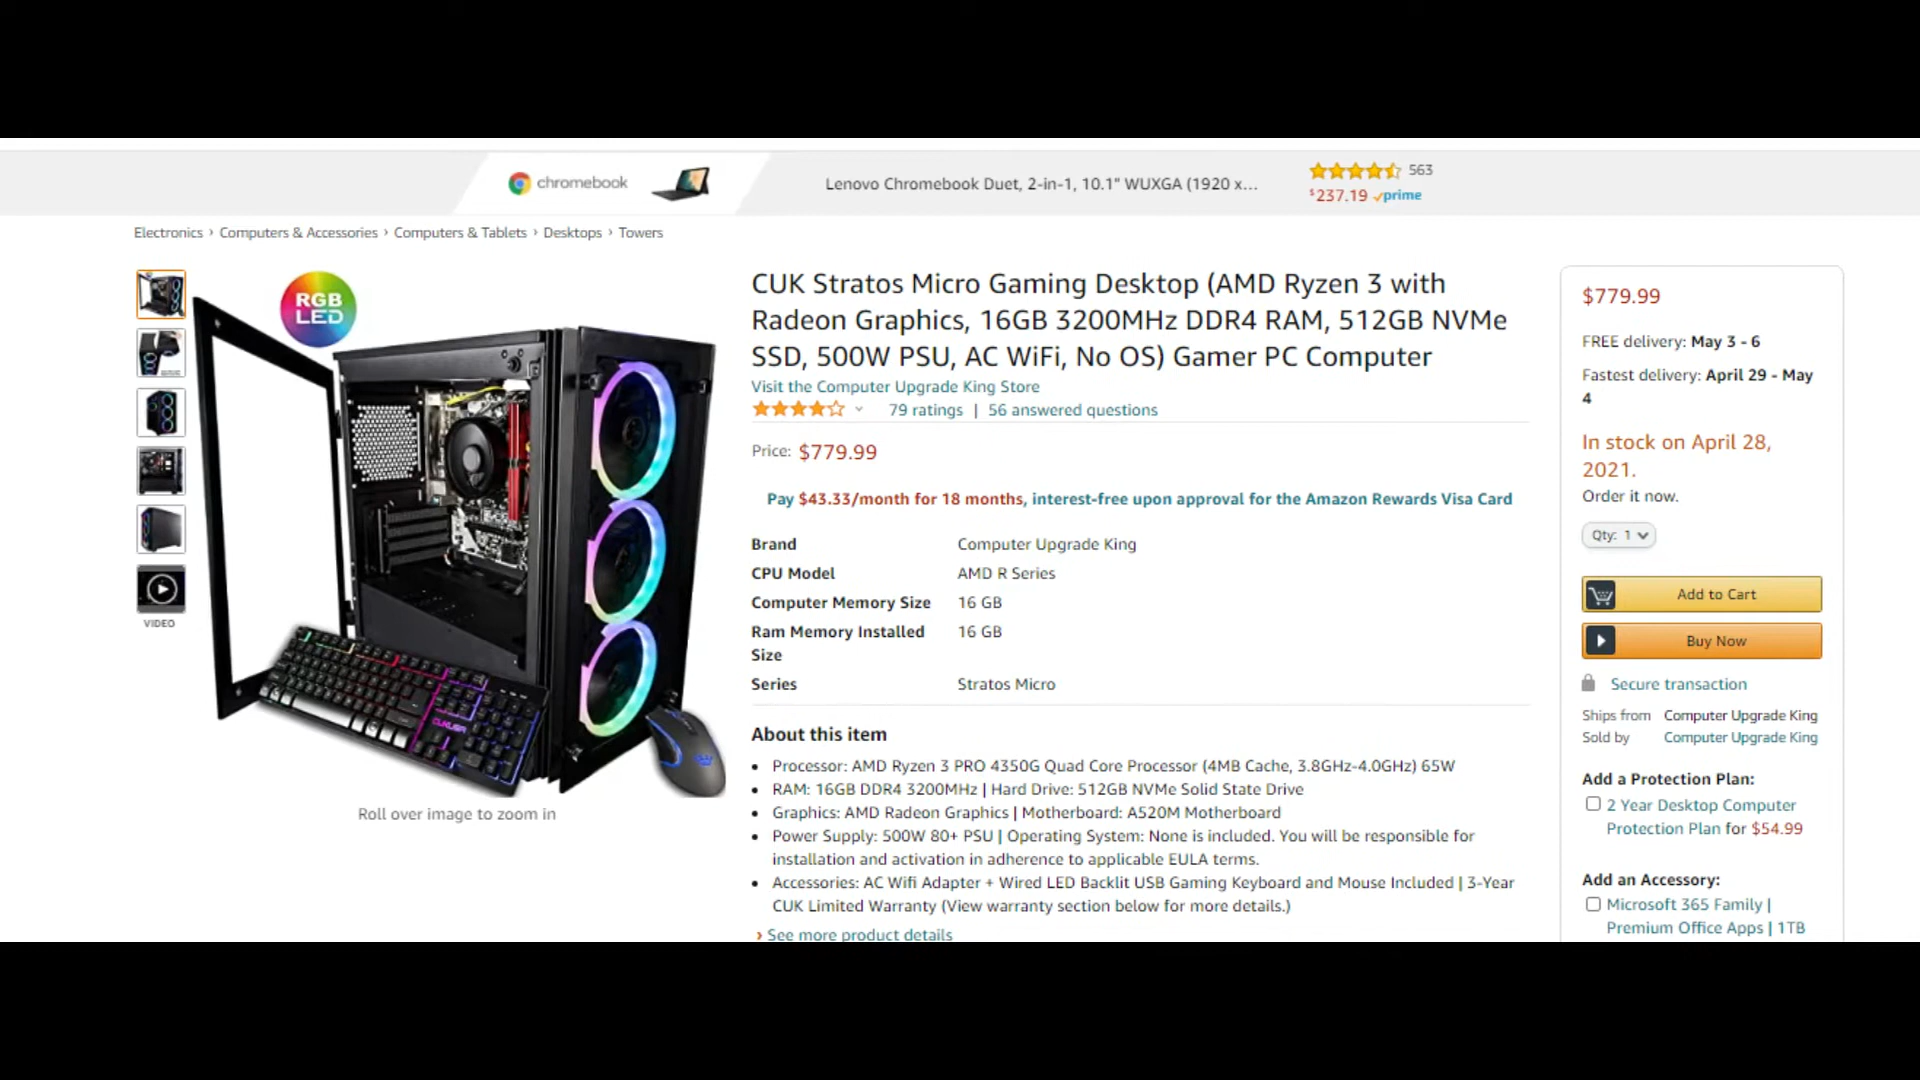 chromebook
Lenovo Chromebook Duet, 2-in-1, 10.1" WUXGA (1920 x...
563
$237.19 prime
Electronics › Computers & Accessories › Computers & Tablets › Desktops › Towers
RGB
LED
VIDEO
CUKUSA
Roll over image to zoom in
CUK Stratos Micro Gaming Desktop (AMD Ryzen 3 with
Radeon Graphics, 16GB 3200MHz DDR4 RAM, 512GB NVMe
SSD, 500W PSU, AC WiFi, No OS) Gamer PC Computer
Visit the Computer Upgrade King Store
79 ratings | 56 answered questions
Price: $779.99
Pay $43.33/month for 18 months, interest-free upon approval for the Amazon Rewards Visa Card
Brand Computer Upgrade King
CPU Model AMD R Series
Computer Memory Size 16 GB
Ram Memory Installed 16 GB
Size
Series Stratos Micro
About this item
• Processor: AMD Ryzen 3 PRO 4350G Quad Core Processor (4MB Cache, 3.8GHz-4.0GHz) 65W
• RAM: 16GB DDR4 3200MHz | Hard Drive: 512GB NVMe Solid State Drive
• Graphics: AMD Radeon Graphics | Motherboard: A520M Motherboard
• Power Supply: 500W 80+ PSU | Operating System: None is included. You will be responsible for
installation and activation in adherence to applicable EULA terms.
• Accessories: AC Wifi Adapter + Wired LED Backlit USB Gaming Keyboard and Mouse Included | 3-Year
CUK Limited Warranty (View warranty section below for more details.)
› See more product details
$779.99
FREE delivery: May 3 - 6
Fastest delivery: April 29 - May
4
In stock on April 28,
2021.
Order it now.
Qty: 1
Add to Cart
Buy Now
Secure transaction
Ships from Computer Upgrade King
Sold by Computer Upgrade King
Add a Protection Plan:
2 Year Desktop Computer
Protection Plan for $54.99
Add an Accessory:
Microsoft 365 Family |
Premium Office Apps | 1TB